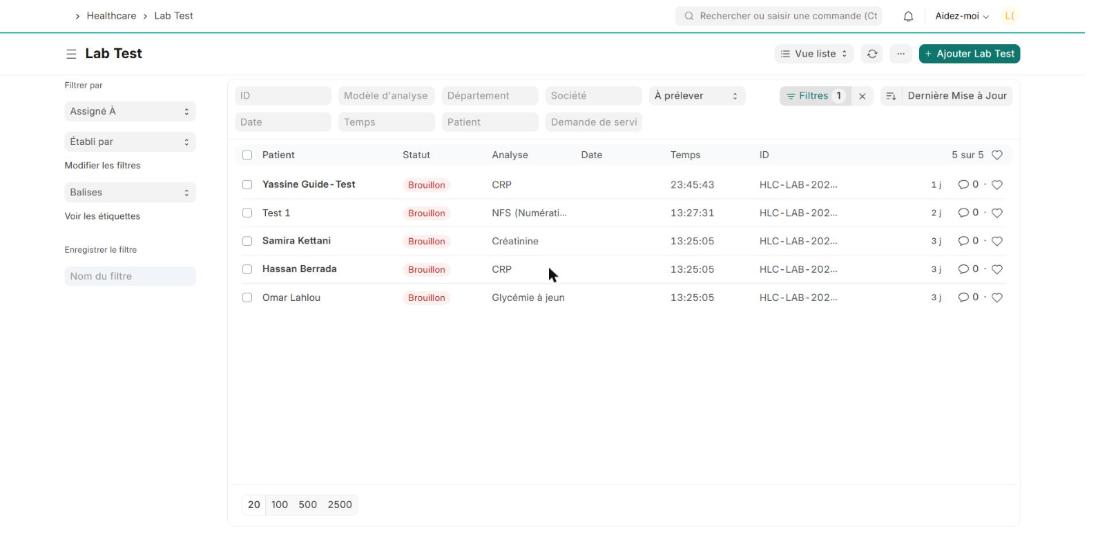 Healthcare > Lab Test
Rechercher ou saisir une commande (Ct
Aidez-moi
L(
Lab Test
Vue liste
+ Ajouter Lab Test
Filtrer par
Assigné À
Établi par
Modifier les filtres
Balises
Voir les étiquettes
Enregistrer le filtre
Nom du filtre
ID Modèle d'analyse Département Société À prélever
Filtres 1 × Dernière Mise à Jour
Date Temps Patient Demande de servi
Patient Statut Analyse Date Temps ID 5 sur 5
Yassine Guide-Test Brouillon CRP 23:45:43 HLC-LAB-202... 1 j 0 ·
Test 1 Brouillon NFS (Numérati... 13:27:31 HLC-LAB-202... 2 j 0 ·
Samira Kettani Brouillon Créatinine 13:25:05 HLC-LAB-202... 3 j 0 ·
Hassan Berrada Brouillon CRP 13:25:05 HLC-LAB-202... 3 j 0 ·
Omar Lahlou Brouillon Glycémie à jeun 13:25:05 HLC-LAB-202... 3 j 0 ·
20 100 500 2500